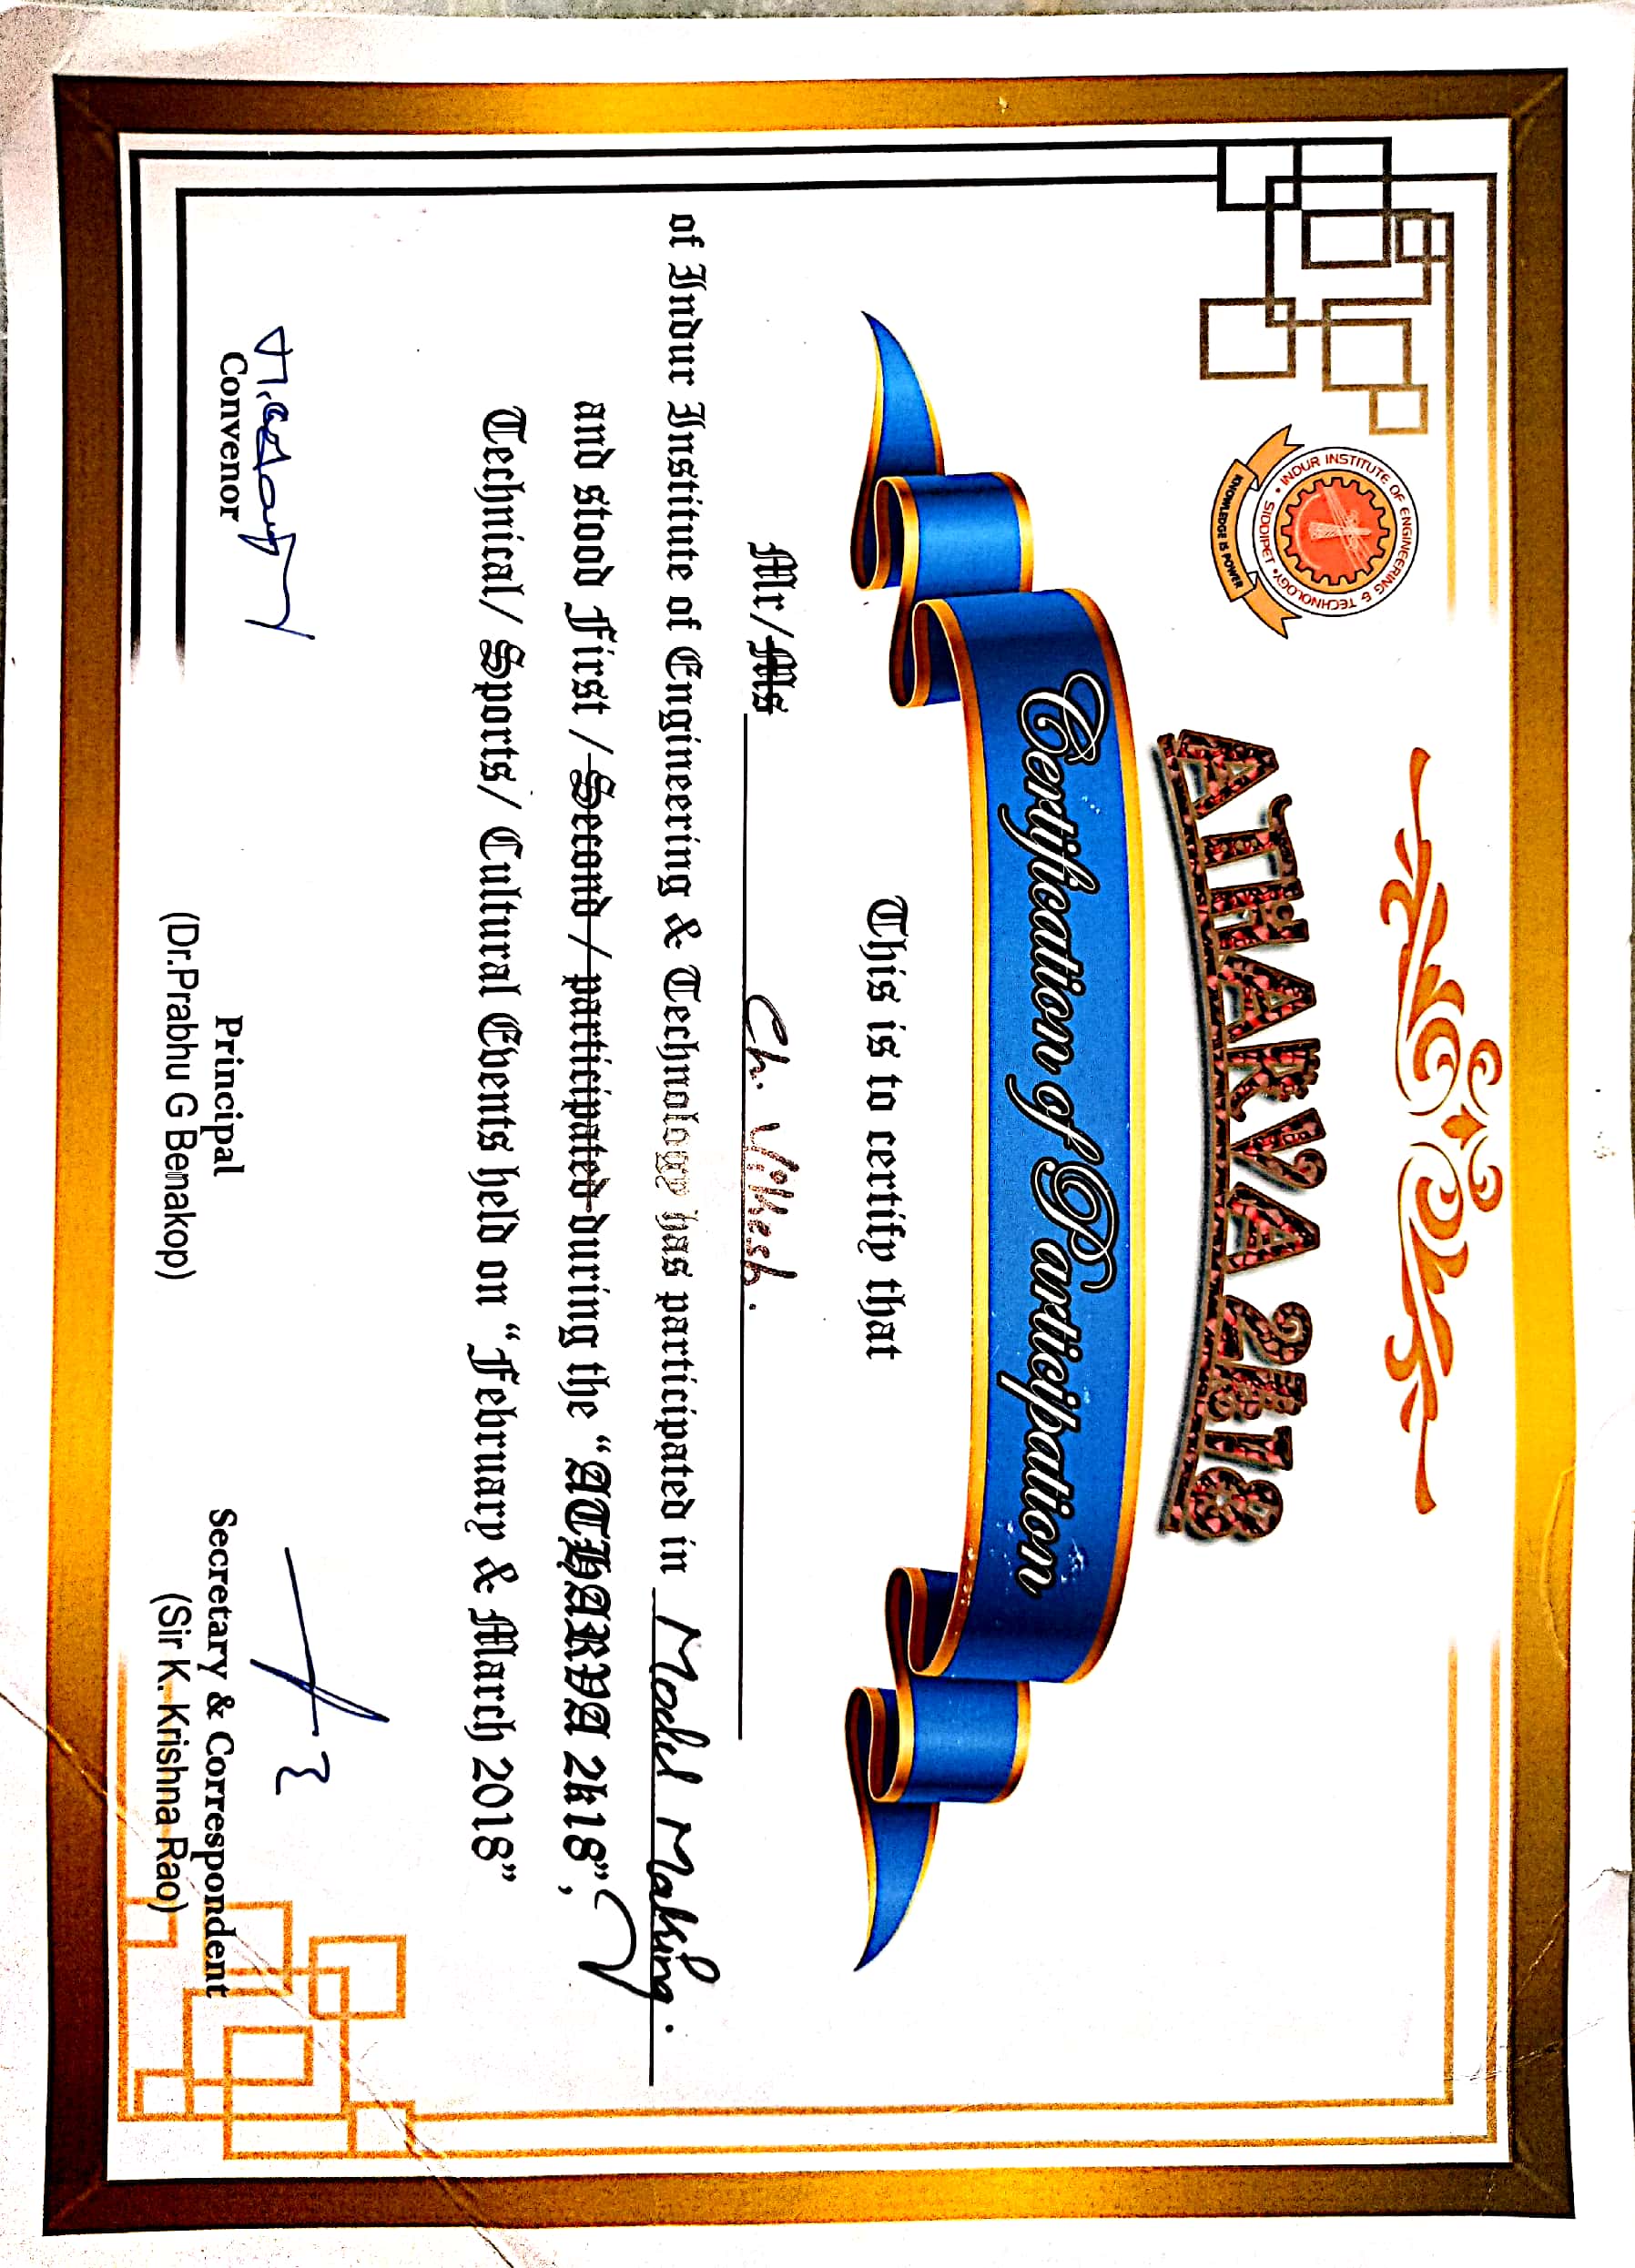 INDUR INSTITUTE OF ENGINEERING & TECHNOLOGY
• SIDDIPET •
KNOWLEDGE IS POWER
ATHARVA 2k18
Certification of Participation
This is to certify that
Mr/Ms Ch. Vikesh.
of Indur Institute of Engineering & Technology has participated in Model Making.
and stood First / Second / participated during the “ATHARVA 2k18”,
Technical/ Sports/ Cultural Events held on “February & March 2018”
Convenor
Principal
(Dr.Prabhu G Benakop)
Secretary & Correspondent
(Sir K. Krishna Rao)